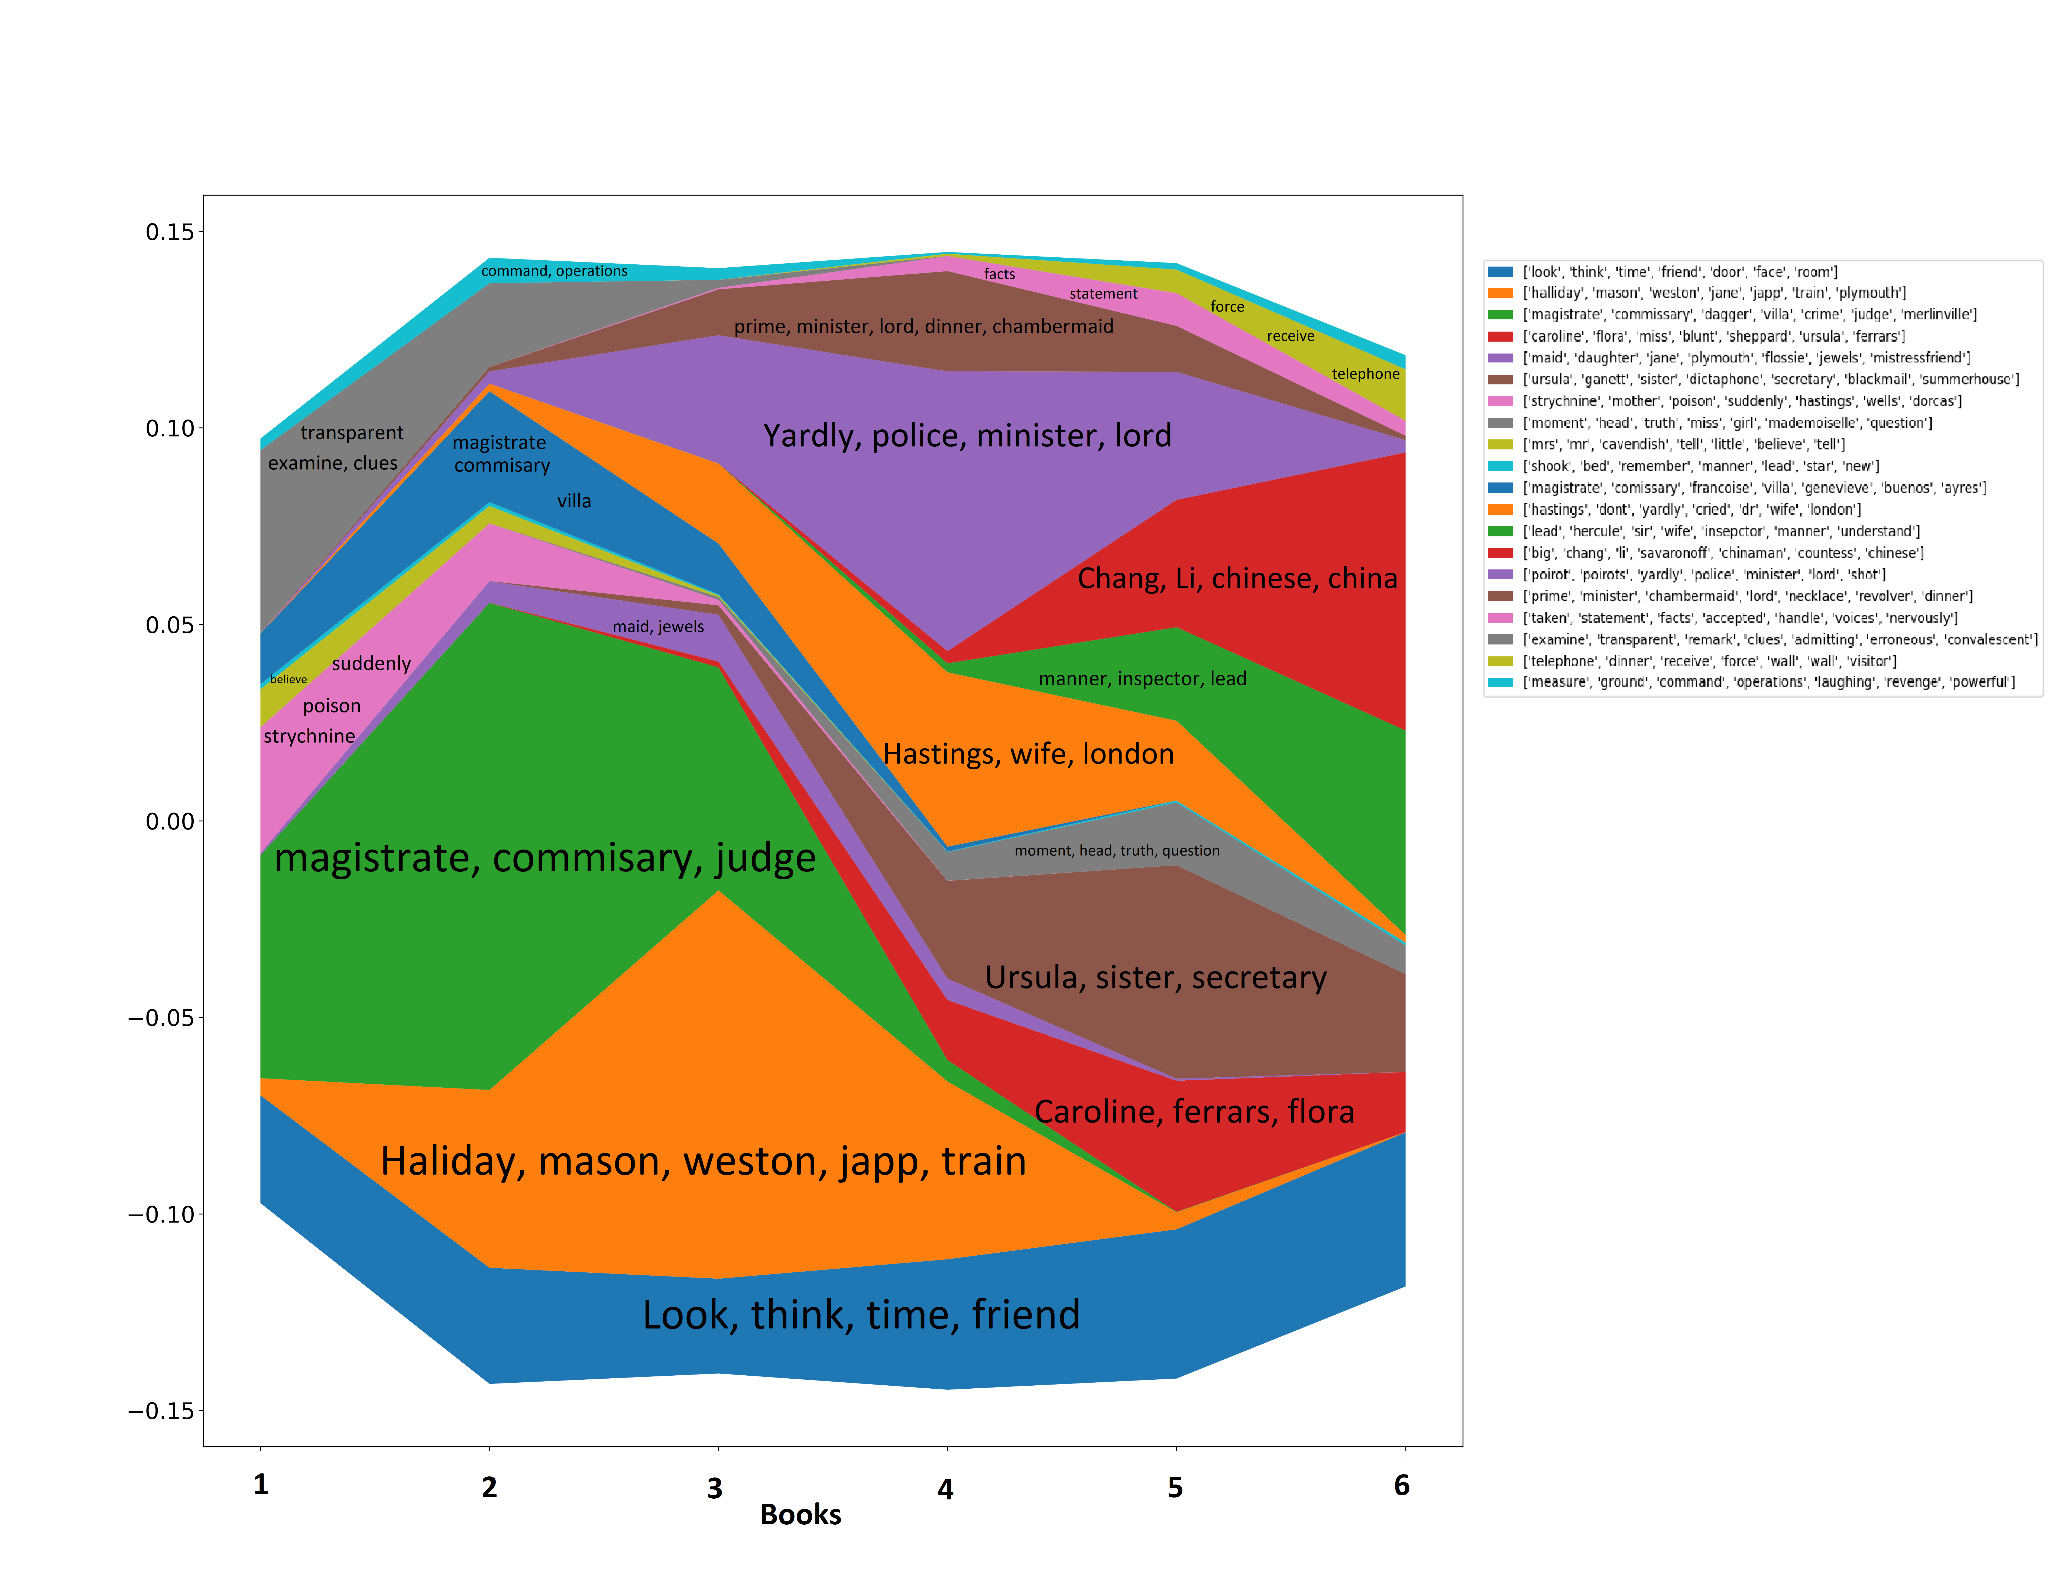 0.15
0.10
0.05
0.00
−0.05
−0.10
−0.15
command, operations
transparent
examine, clues
magistrate
commisary
villa
facts
statement
force
receive
telephone
prime, minister, lord, dinner, chambermaid
Yardly, police, minister, lord
Chang, Li, chinese, china
maid, jewels
suddenly
believe
poison
strychnine
manner, inspector, lead
Hastings, wife, london
magistrate, commisary, judge
moment, head, truth, question
Ursula, sister, secretary
Caroline, ferrars, flora
Haliday, mason, weston, japp, train
Look, think, time, friend
1 2 3 4 5 6
Books
['look', 'think', 'time', 'friend', 'door', 'face', 'room']
['halliday', 'mason', 'weston', 'jane', 'japp', 'train', 'plymouth']
['magistrate', 'commissary', 'dagger', 'villa', 'crime', 'judge', 'merlinville']
['caroline', 'flora', 'miss', 'blunt', 'sheppard', 'ursula', 'ferrars']
['maid', 'daughter', 'jane', 'plymouth', 'flossie', 'jewels', 'mistressfriend']
['ursula', 'ganett', 'sister', 'dictaphone', 'secretary', 'blackmail', 'summerhouse']
['strychnine', 'mother', 'poison', 'suddenly', 'hastings', 'wells', 'dorcas']
['moment', 'head', 'truth', 'miss', 'girl', 'mademoiselle', 'question']
['mrs', 'mr', 'cavendish', 'tell', 'little', 'believe', 'tell']
['shook', 'bed', 'remember', 'manner', 'lead', 'star', 'new']
['magistrate', 'comissary', 'francoise', 'villa', 'genevieve', 'buenos', 'ayres']
['hastings', 'dont', 'yardly', 'cried', 'dr', 'wife', 'london']
['lead', 'hercule', 'sir', 'wife', 'insepctor', 'manner', 'understand']
['big', 'chang', 'li', 'savaronoff', 'chinaman', 'countess', 'chinese']
['poirot', 'poirots', 'yardly', 'police', 'minister', 'lord', 'shot']
['prime', 'minister', 'chambermaid', 'lord', 'necklace', 'revolver', 'dinner']
['taken', 'statement', 'facts', 'accepted', 'handle', 'voices', 'nervously']
['examine', 'transparent', 'remark', 'clues', 'admitting', 'erroneous', 'convalescent']
['telephone', 'dinner', 'receive', 'force', 'wall', 'wall', 'visitor']
['measure', 'ground', 'command', 'operations', 'laughing', 'revenge', 'powerful']